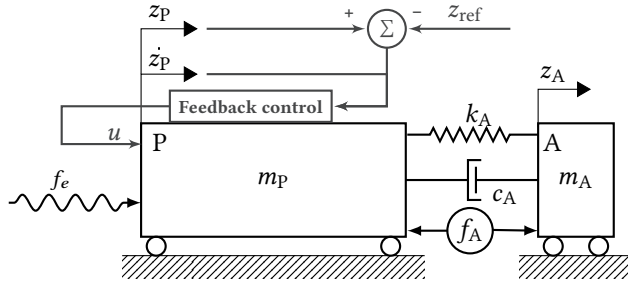 z_P + − z_ref
Σ
ż_P
z_A
Feedback control
k_A
u
P
A
f_e
m_P
m_A
c_A
f_A